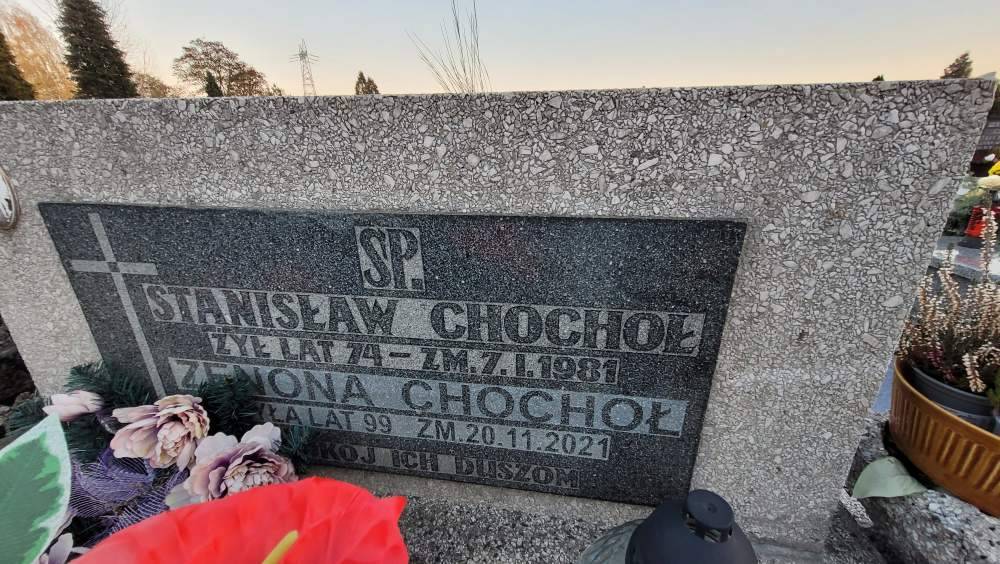 SP.
STANISŁAW CHOCHOŁ
ŻYŁ LAT 74 – ZM. 7. I. 1981
ZENONA CHOCHOŁ
LAT 99 ZM. 20.11.2021
ICH DUSZOM